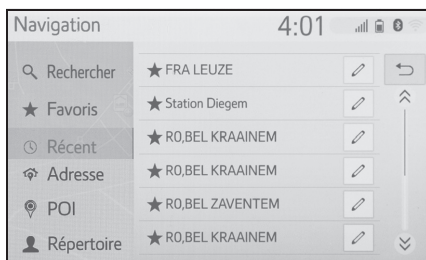 Navigation 4:01
Rechercher
Favoris
Récent
Adresse
POI
Répertoire
FRA LEUZE
Station Diegem
R0,BEL KRAAINEM
R0,BEL KRAAINEM
R0,BEL ZAVENTEM
R0,BEL KRAAINEM